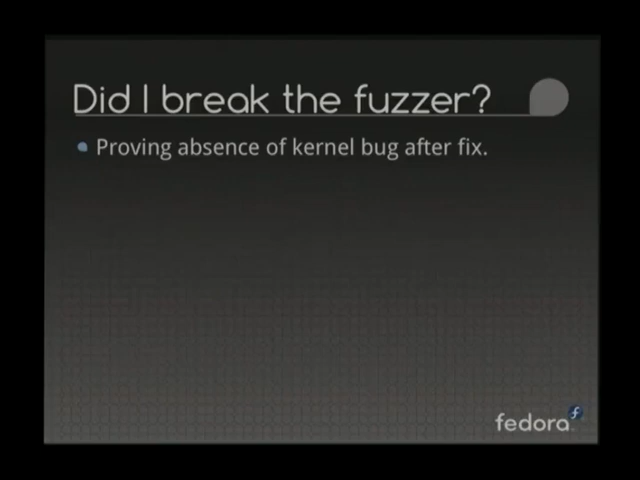 Did I break the fuzzer?
Proving absence of kernel bug after fix.
fedora